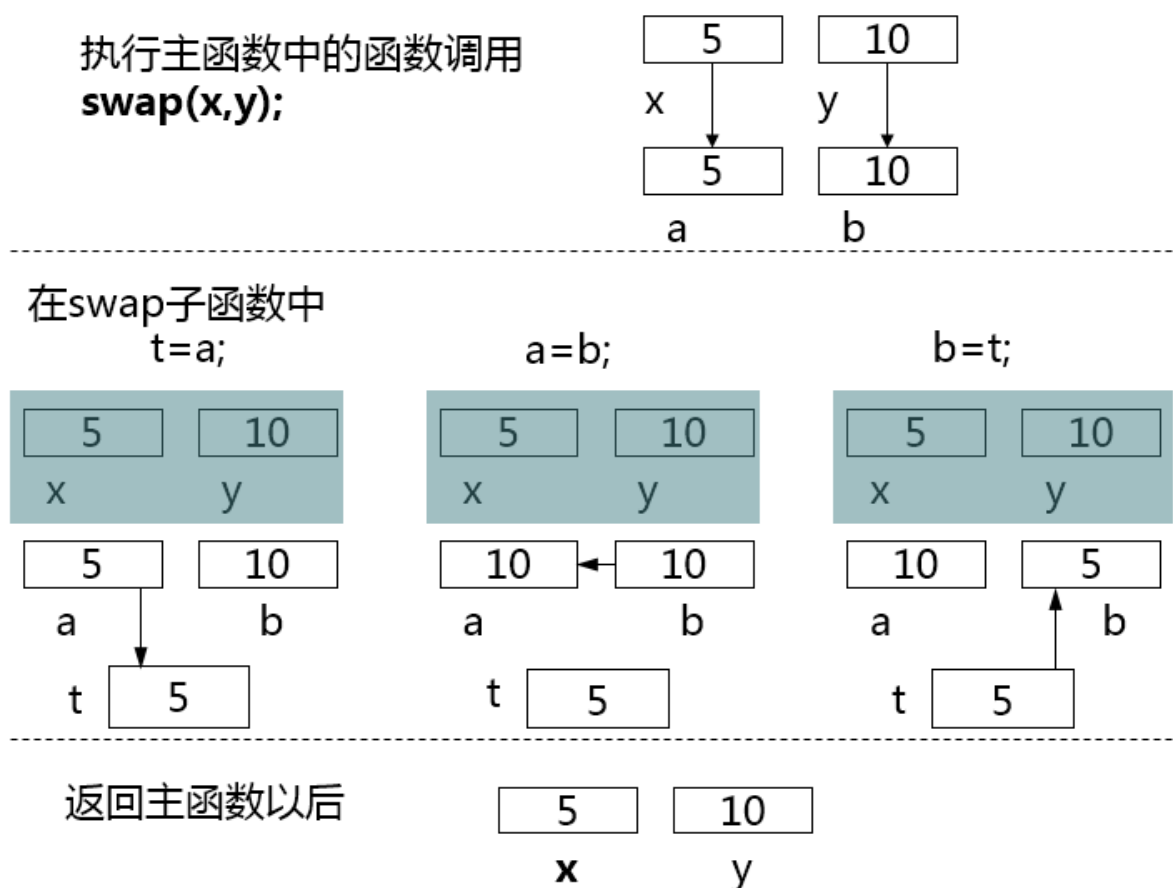 执行主函数中的函数调用
swap(x,y);
5 10
x y
5 10
a b
在swap子函数中
t=a; a=b; b=t;
5 10 5 10 5 10
x y x y x y
5 10 10 10 10 5
a b a b a b
t 5 t 5 t 5
返回主函数以后
5 10
x y